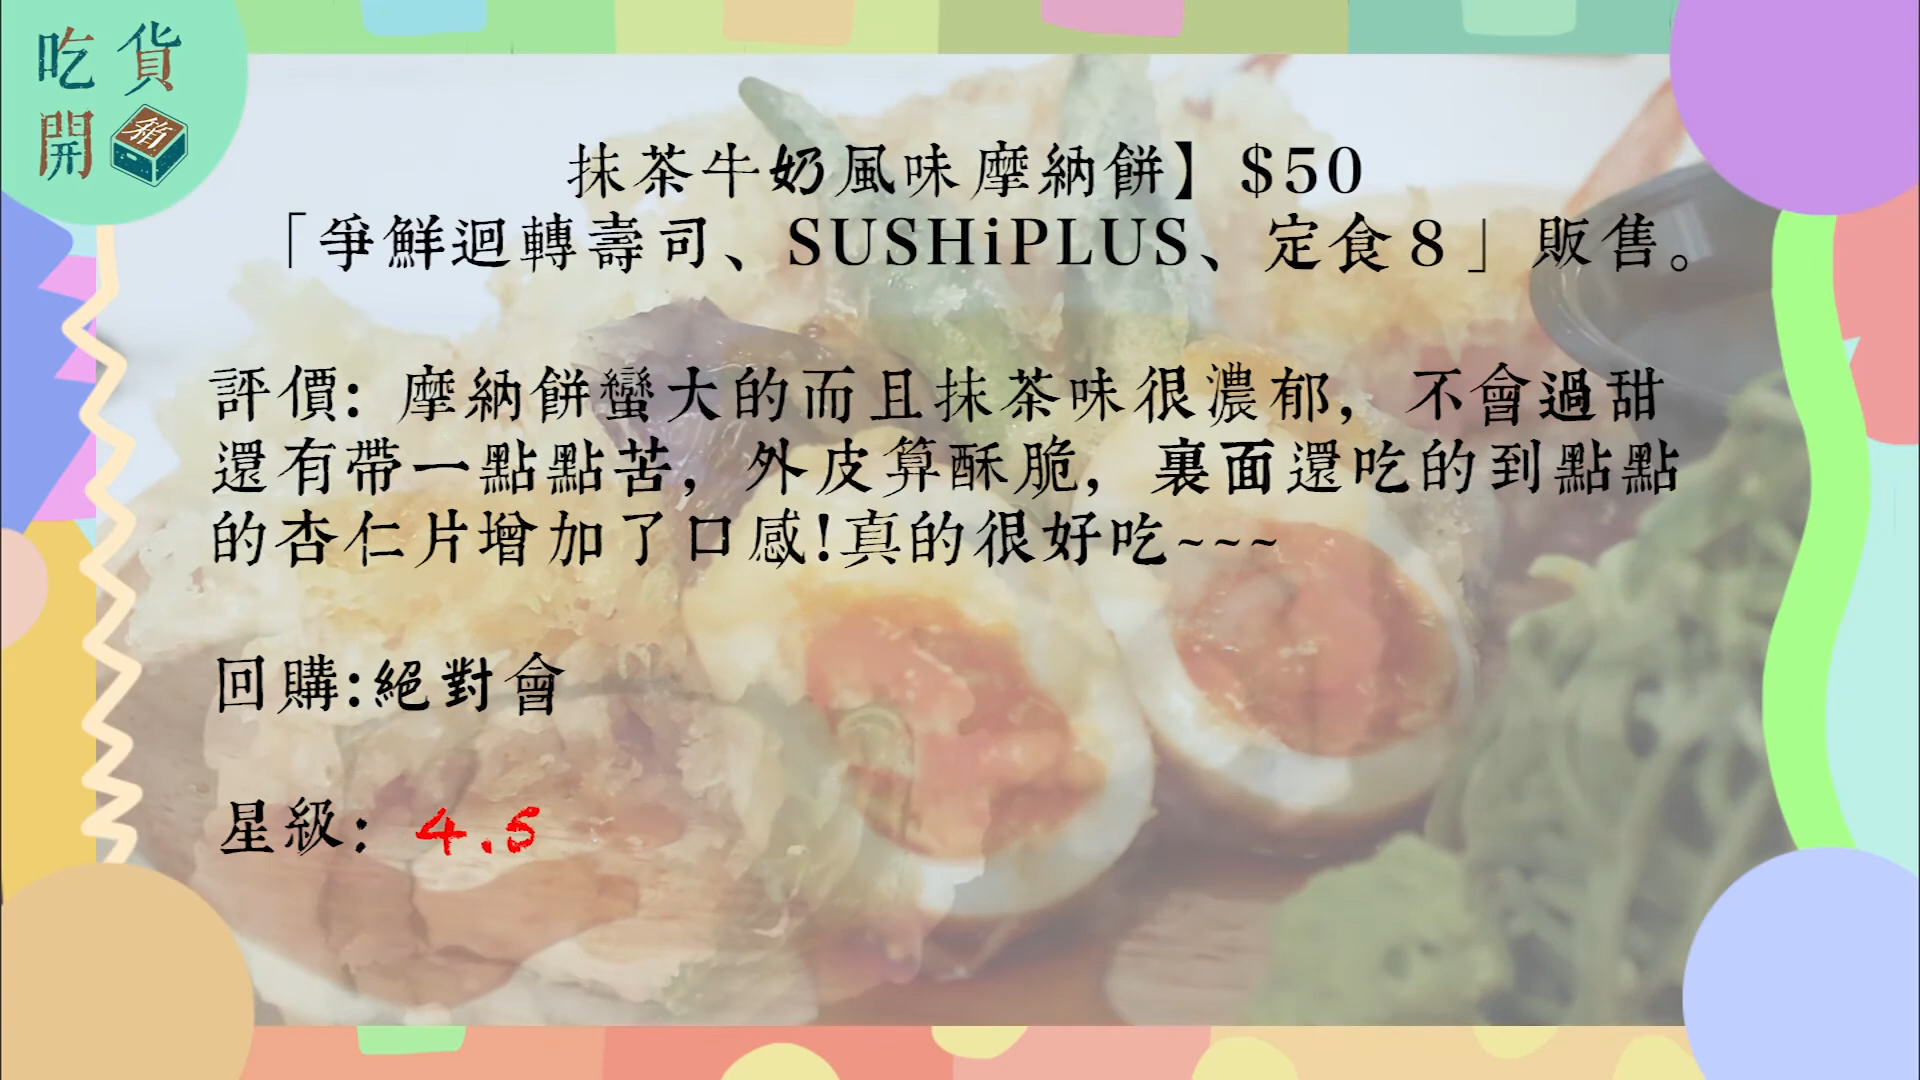 吃貨
開箱
抹茶牛奶風味摩納餅】$50
「爭鮮迴轉壽司、SUSHiPLUS、定食８」販售。
評價: 摩納餅蠻大的而且抹茶味很濃郁, 不會過甜
還有帶一點點苦, 外皮算酥脆, 裏面還吃的到點點
的杏仁片增加了口感!真的很好吃~~~
回購:絕對會
星級: 4.5